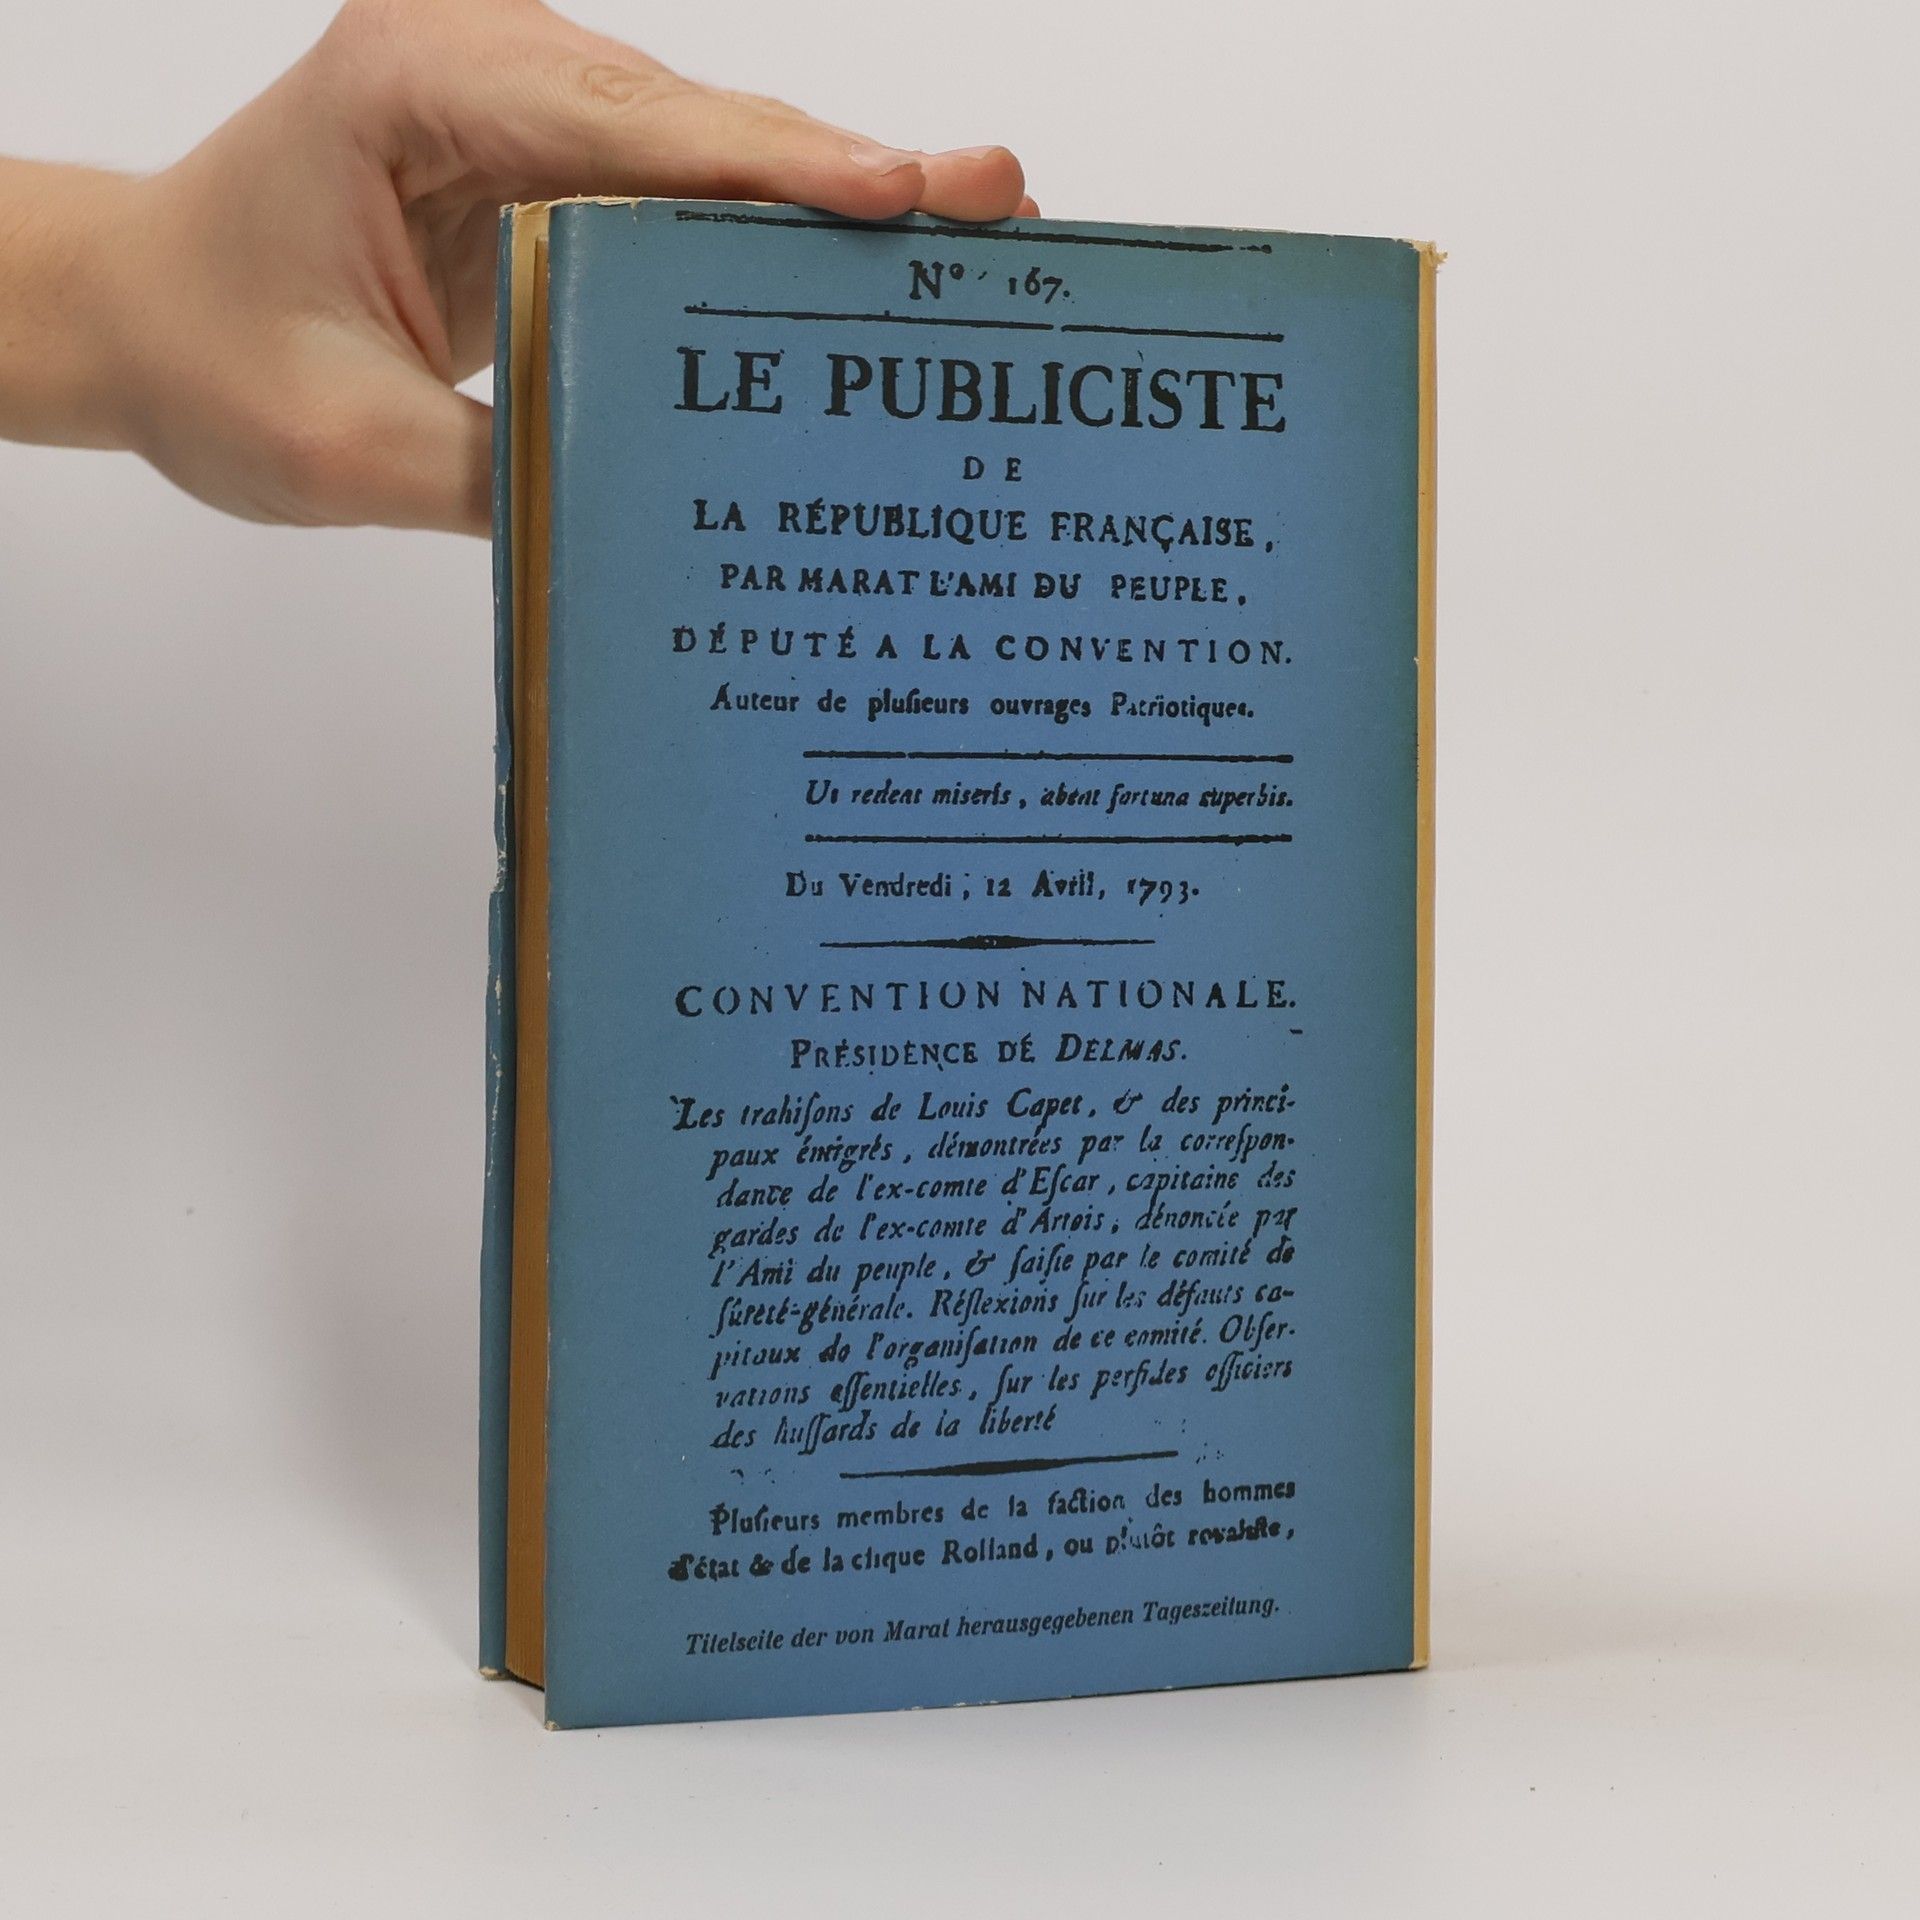 Nº. 167.
LE PUBLICISTE
DE
LA RÉPUBLIQUE FRANÇAISE,
PAR MARAT L'AMI DU PEUPLE,
DÉPUTÉ A LA CONVENTION.
Auteur de pluſieurs ouvrages Patriotiques.
Ut redeat miseris, abeat fortuna superbis.
Du Vendredi ; 12 Avril, 1793.
CONVENTION NATIONALE.
PRÉSIDENCE DÉ DELMAS.
Les trahiſons de Louis Capet, & des princi-
paux émigrés, démontrées par la correſpon-
dance de l'ex-comte d'Eſcar, capitaine des
gardes de l'ex-comte d'Artois, dénoncée par
l'Ami du peuple, & ſaiſie par le comité de
ſûreté-générale. Réflexions ſur les défauts ca-
pitaux de l'organiſation de ce comité. Obſer-
vations eſſentielles, ſur les perfides officiers
des huſſards de la liberté
Pluſieurs membres de la faction des hommes
d'état & de la clique Rolland, ou plutôt royaliſte,
Titelseite der von Marat herausgegebenen Tageszeitung.